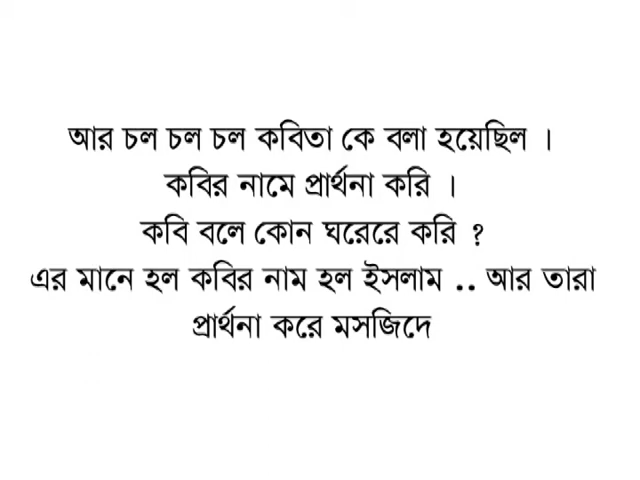 আর চল চল চল কবিতা কে বলা হয়েছিল ।
কবির নামে প্রার্থনা করি ।
কবি বলে কোন ঘরেরে করি ?
এর মানে হল কবির নাম হল ইসলাম .. আর তারা
প্রার্থনা করে মসজিদে